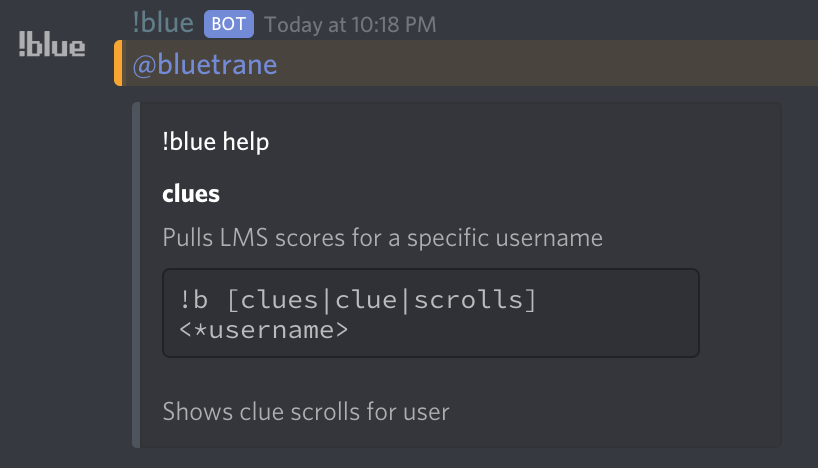 !blue
!blue BOT Today at 10:18 PM
@bluetrane
!blue help
clues
Pulls LMS scores for a specific username
!b [clues|clue|scrolls]
<*username>
Shows clue scrolls for user